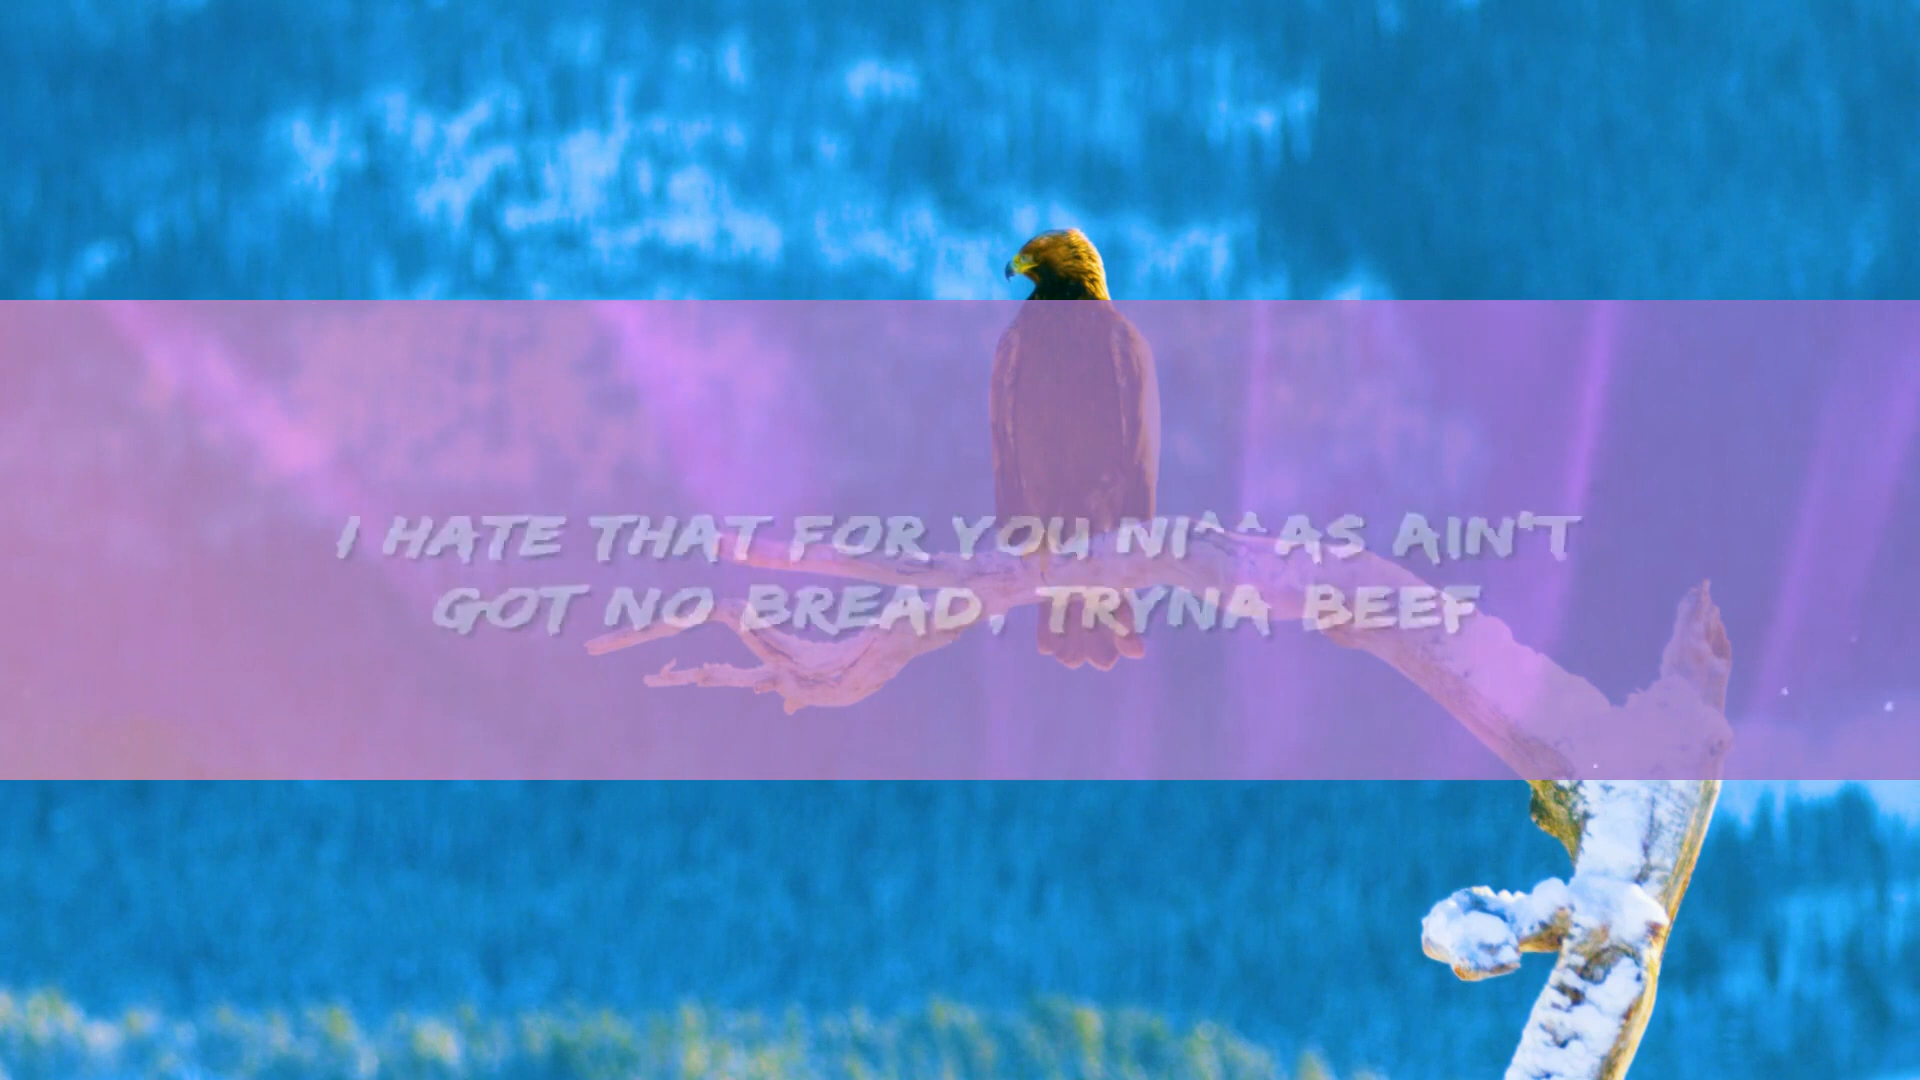 I HATE THAT FOR YOU NI^^AS AIN'T
GOT NO BREAD, TRYNA BEEF